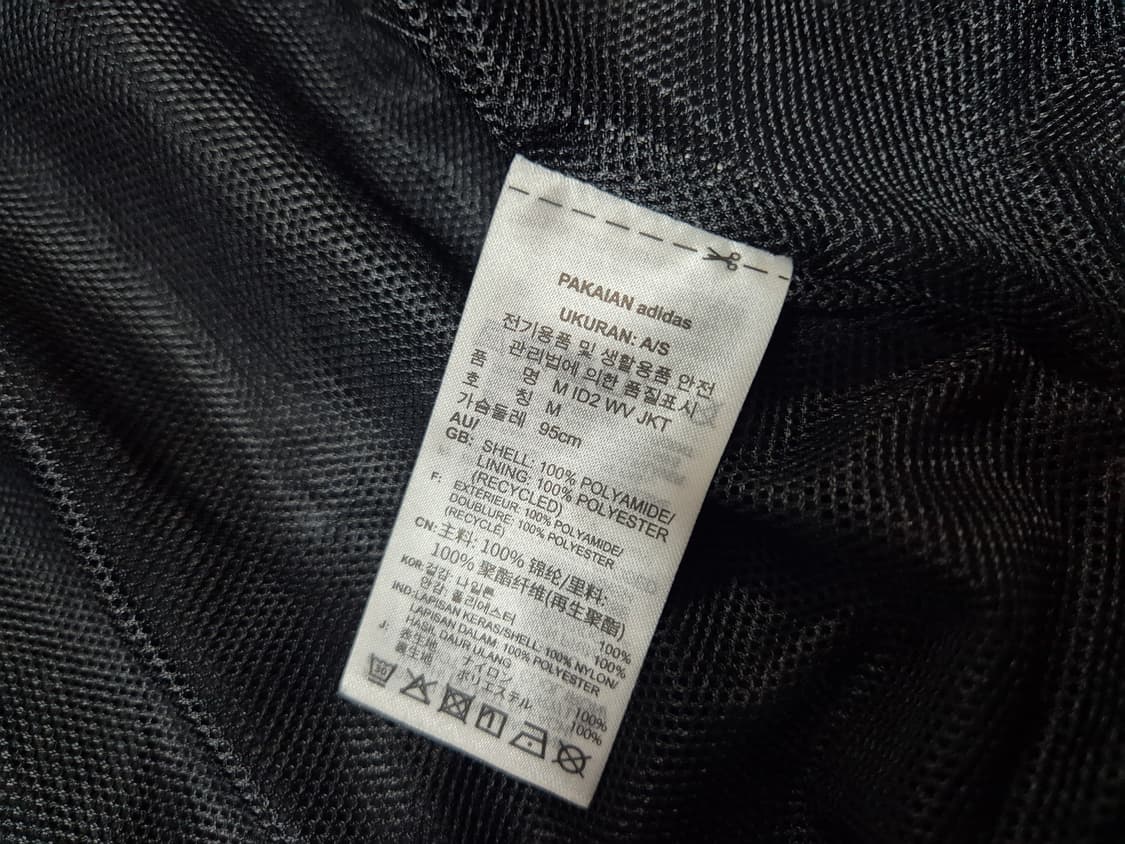 PAKAIAN adidas
UKURAN: A/S
전기용품 및 생활용품 안전
관리법에 의한 품질표시
품 명 M ID2 WV JKT
호 칭 M
가슴둘레 95cm
AU/
GB: SHELL: 100% POLYAMIDE/
LINING: 100% POLYESTER
(RECYCLED)
F: EXTERIEUR: 100% POLYAMIDE/
DOUBLURE: 100% POLYESTER
(RECYCLÉ)
CN: 主料: 100% 锦纶/里料:
100% 聚酯纤维(再生聚酯)
KOR: 겉감: 나일론 100%
안감: 폴리에스터 100%
IND: LAPISAN KERAS/SHELL: 100% NYLON/
LAPISAN DALAM: 100% POLYESTER
HASIL DAUR ULANG
J: 表生地 ナイロン 100%
裏生地 ポリエステル 100%
30